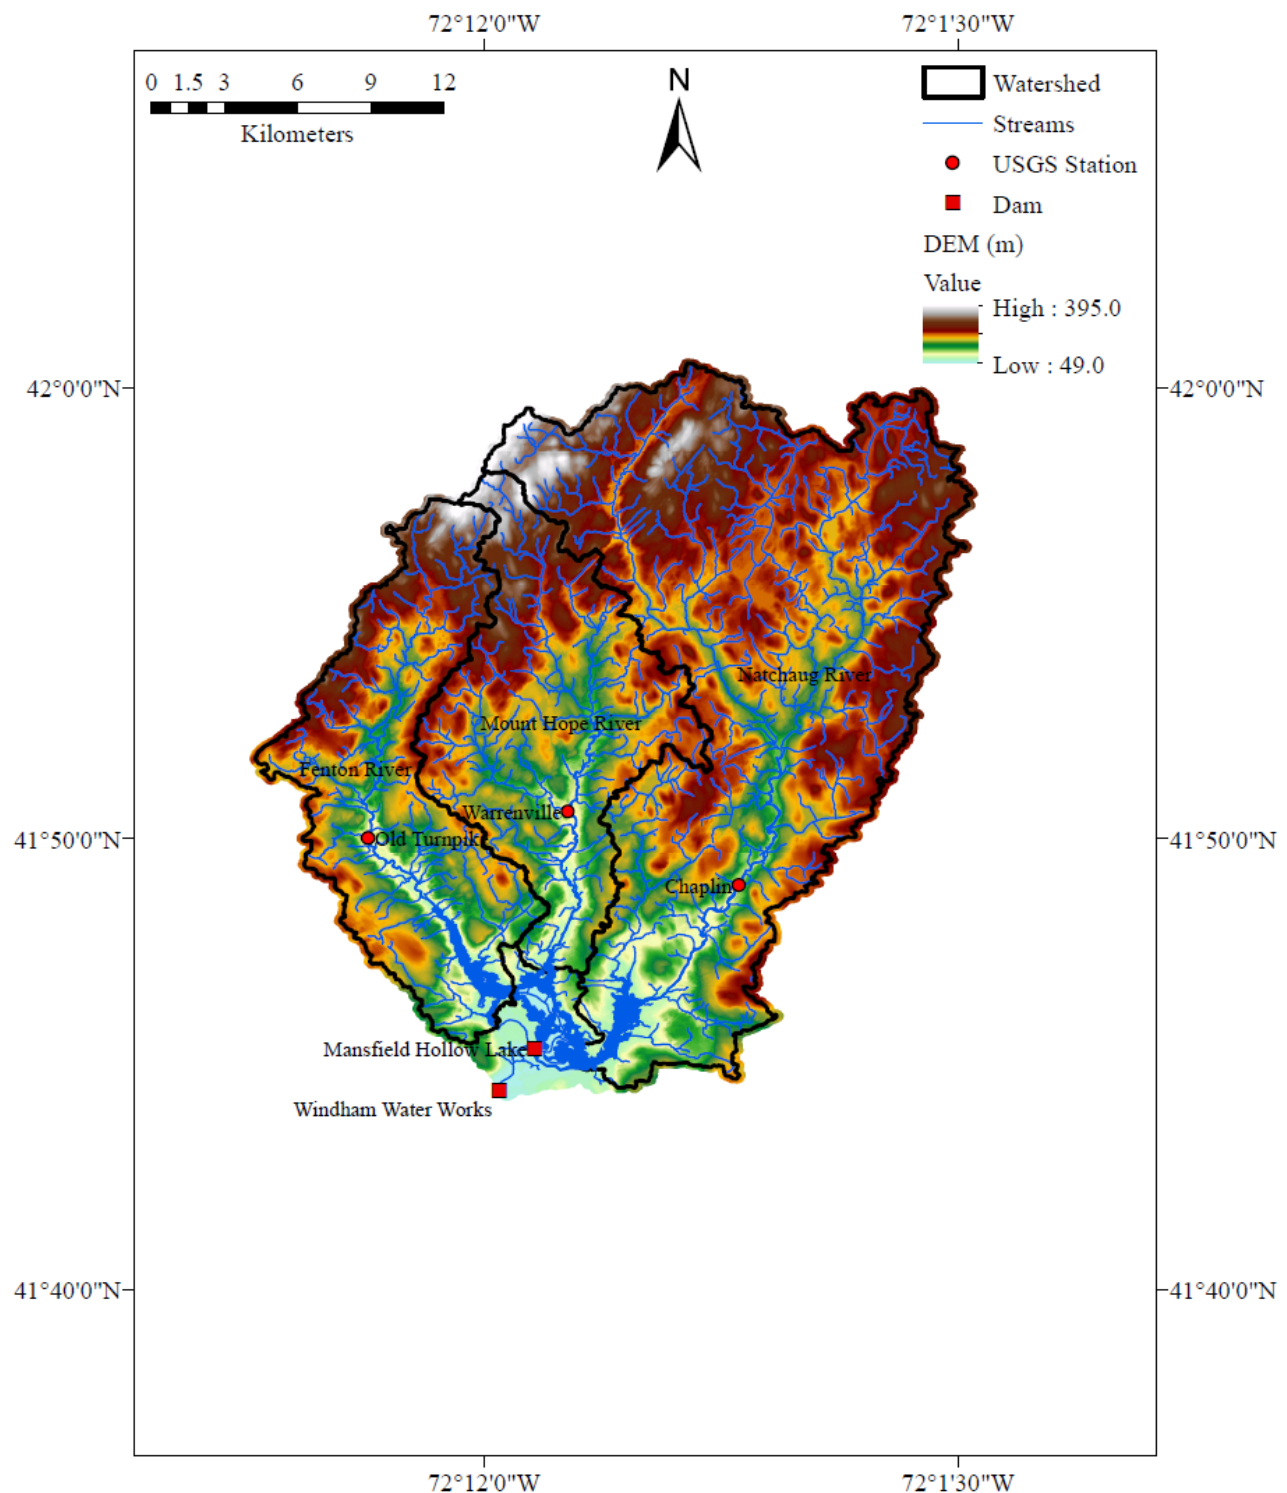 72°12'0"W
72°1'30"W
0 1.5 3 6 9 12
Kilometers
N
Watershed
Streams
USGS Station
Dam
DEM (m)
Value
High : 395.0
Low : 49.0
42°0'0"N
42°0'0"N
Natchaug River
Mount Hope River
Fenton River
Warrenville
41°50'0"N
Old Turnpik
41°50'0"N
Chaplin
Mansfield Hollow Lake
Windham Water Works
41°40'0"N
41°40'0"N
72°12'0"W
72°1'30"W